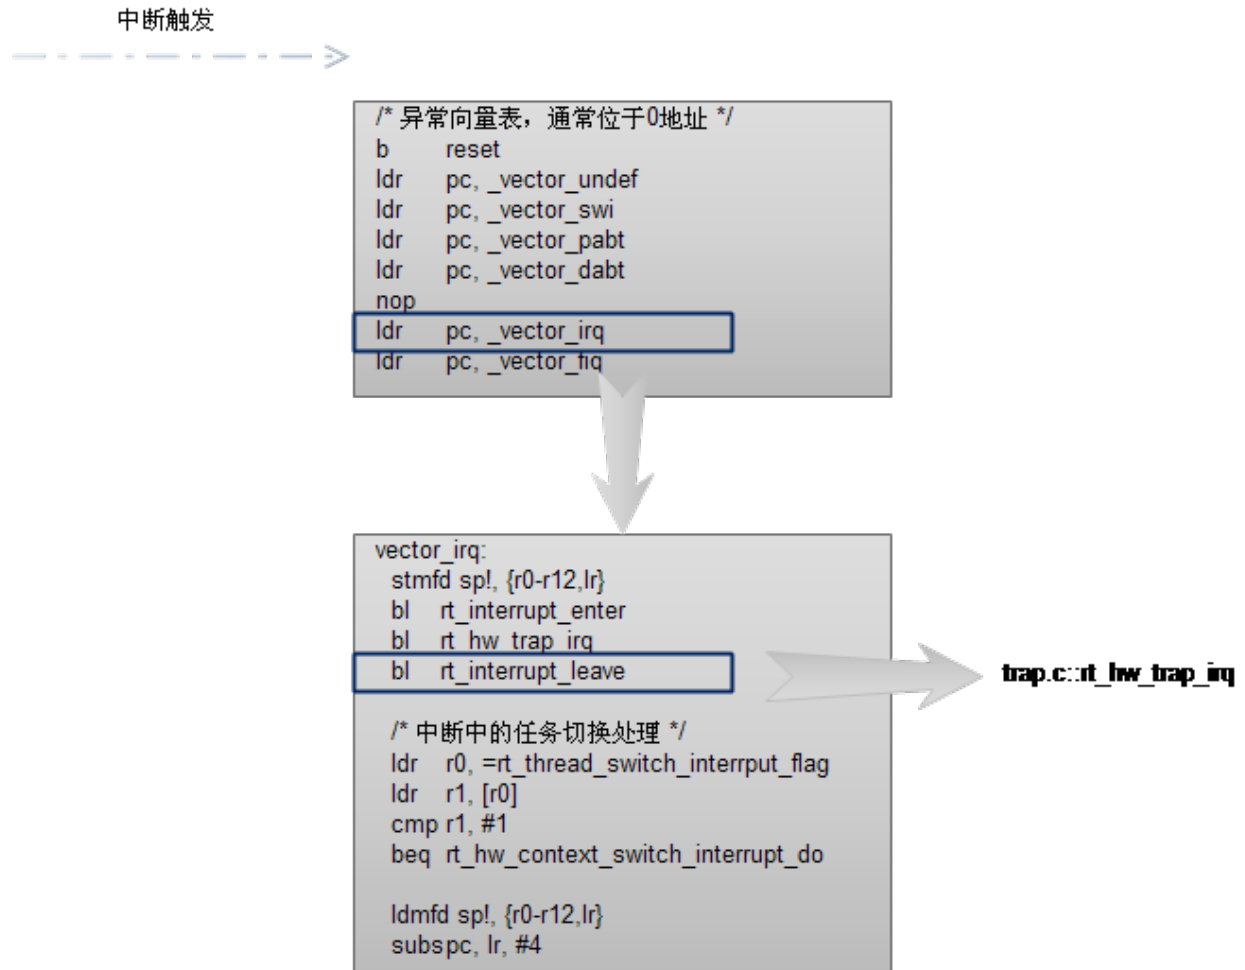 中断触发
/* 异常向量表，通常位于0地址 */
b reset
ldr pc, _vector_undef
ldr pc, _vector_swi
ldr pc, _vector_pabt
ldr pc, _vector_dabt
nop
ldr pc, _vector_irq
ldr pc, _vector_fiq
vector_irq:
stmfd sp!, {r0-r12,lr}
bl rt_interrupt_enter
bl rt_hw_trap_irq
bl rt_interrupt_leave
trap.c::rt_hw_trap_irq
/* 中断中的任务切换处理 */
ldr r0, =rt_thread_switch_interrput_flag
ldr r1, [r0]
cmp r1, #1
beq rt_hw_context_switch_interrupt_do
ldmfd sp!, {r0-r12,lr}
subspc, lr, #4